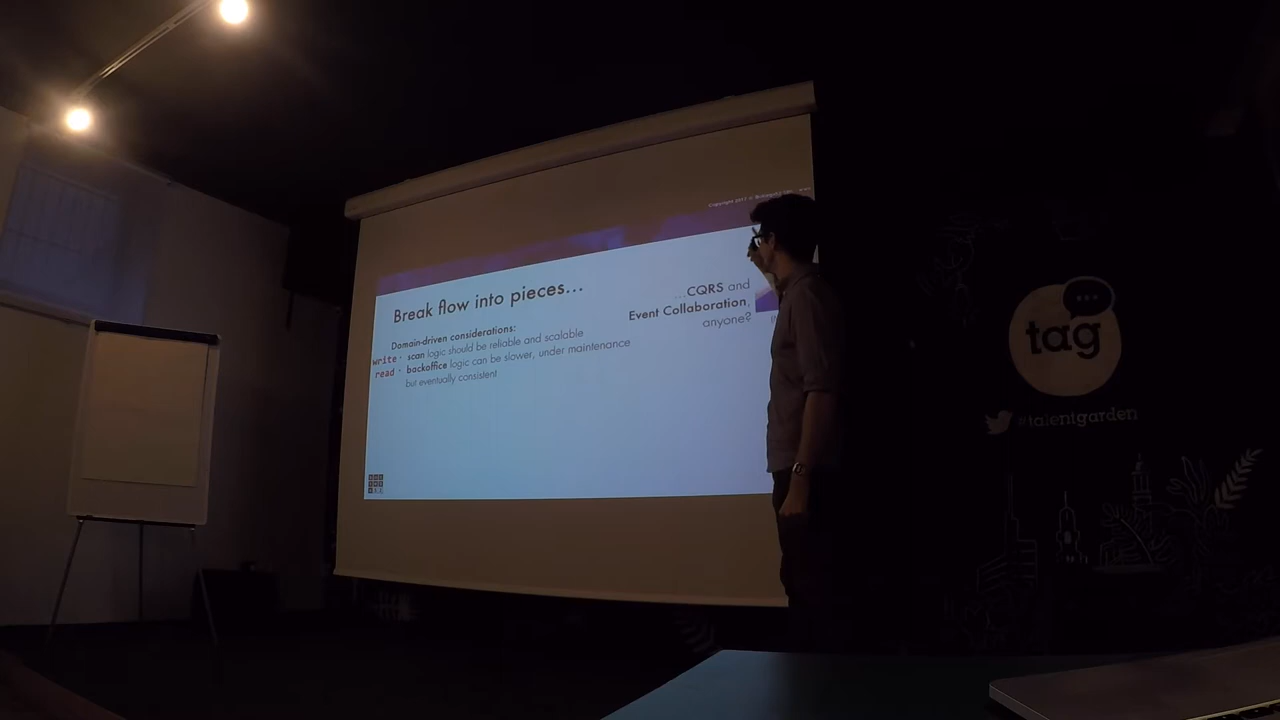 Break flow into pieces...
...CQRS and
Event Collaboration,
anyone?
Domain-driven considerations:
write · scan logic should be reliable and scalable
read · backoffice logic can be slower, under maintenance
but eventually consistent
tag
#talentgarden